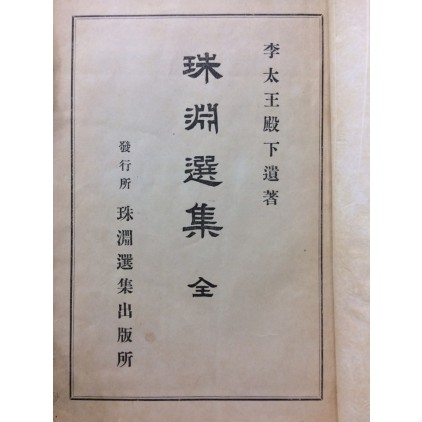 李太王殿下遺著
珠淵選集 全
發行所 珠淵選集出版所